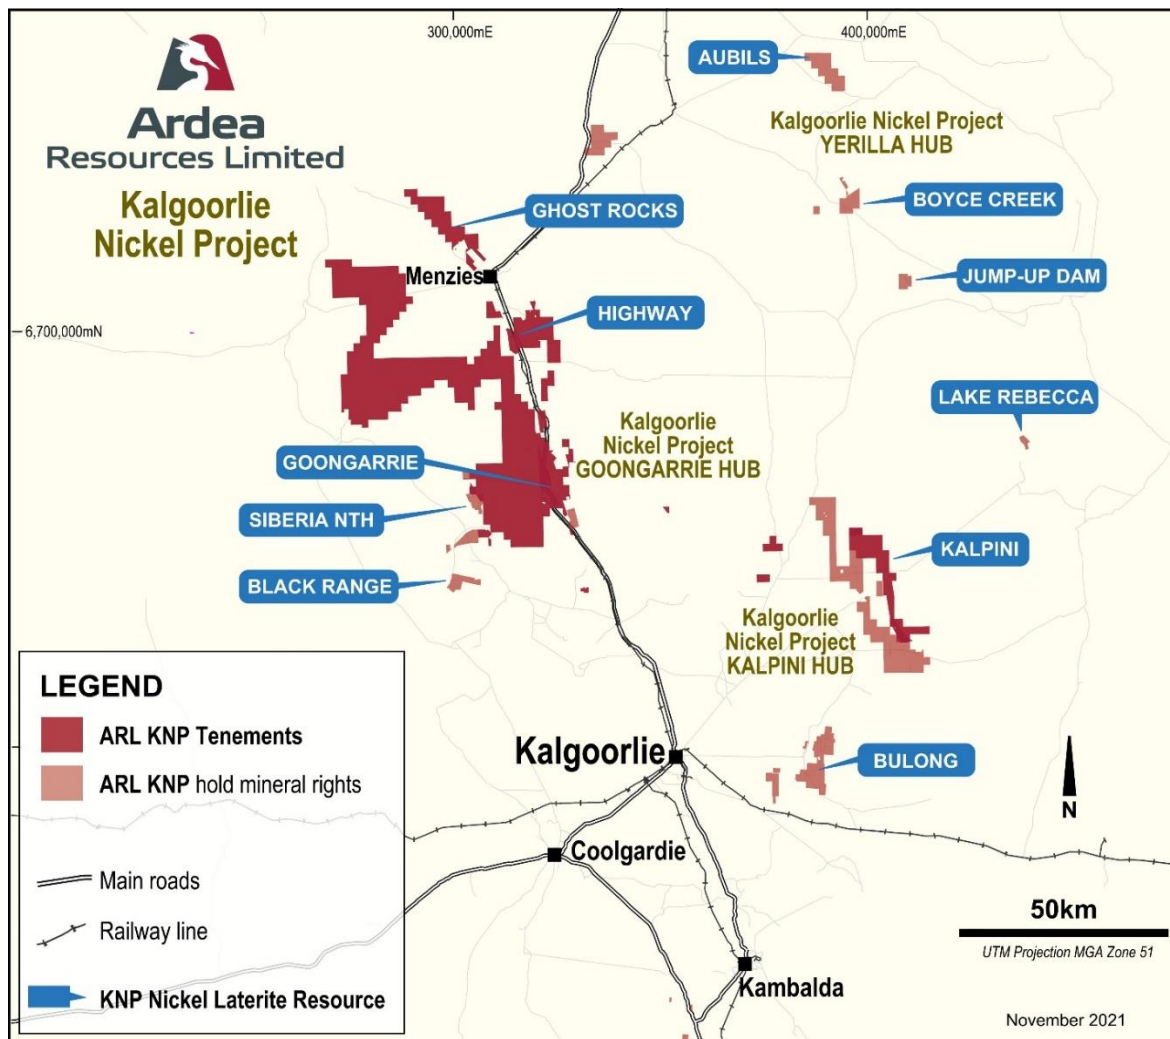 300,000mE
400,000mE
Ardea
Resources Limited
Kalgoorlie
Nickel Project
AUBILS
Kalgoorlie Nickel Project
YERILLA HUB
BOYCE CREEK
GHOST ROCKS
Menzies
JUMP-UP DAM
6,700,000mN
HIGHWAY
LAKE REBECCA
Kalgoorlie
Nickel Project
GOONGARRIE HUB
GOONGARRIE
SIBERIA NTH
KALPINI
BLACK RANGE
Kalgoorlie
Nickel Project
KALPINI HUB
LEGEND
ARL KNP Tenements
ARL KNP hold mineral rights
Main roads
Railway line
KNP Nickel Laterite Resource
Kalgoorlie
BULONG
N
Coolgardie
50km
UTM Projection MGA Zone 51
Kambalda
November 2021